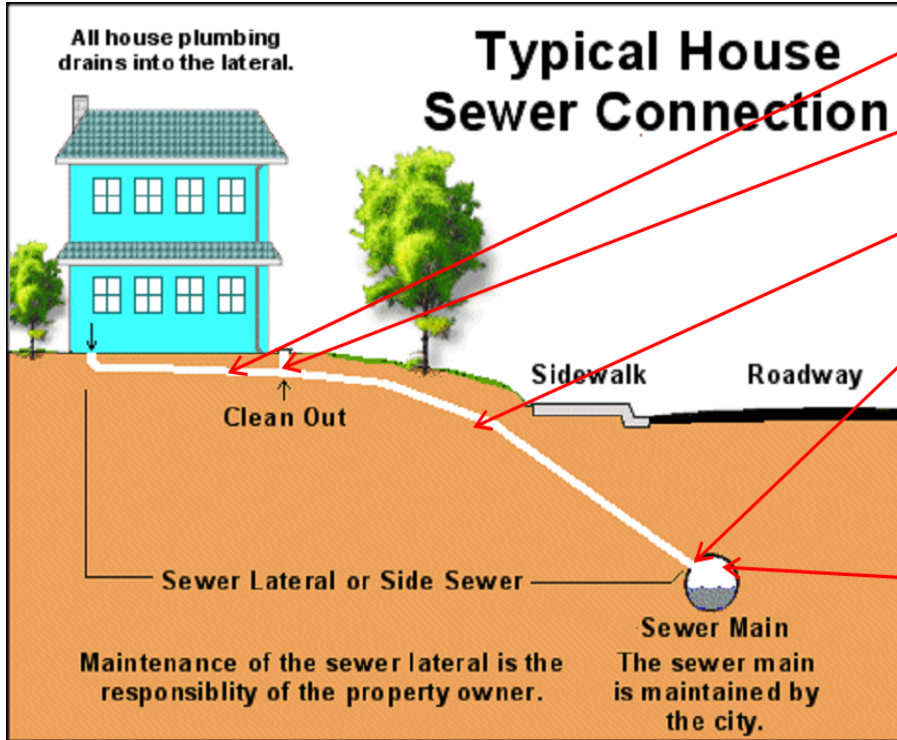 All house plumbing
drains into the lateral.
Typical House
Sewer Connection
Sidewalk
Roadway
Clean Out
Sewer Lateral or Side Sewer
Sewer Main
Maintenance of the sewer lateral is the
responsiblity of the property owner.
The sewer main
is maintained by
the city.